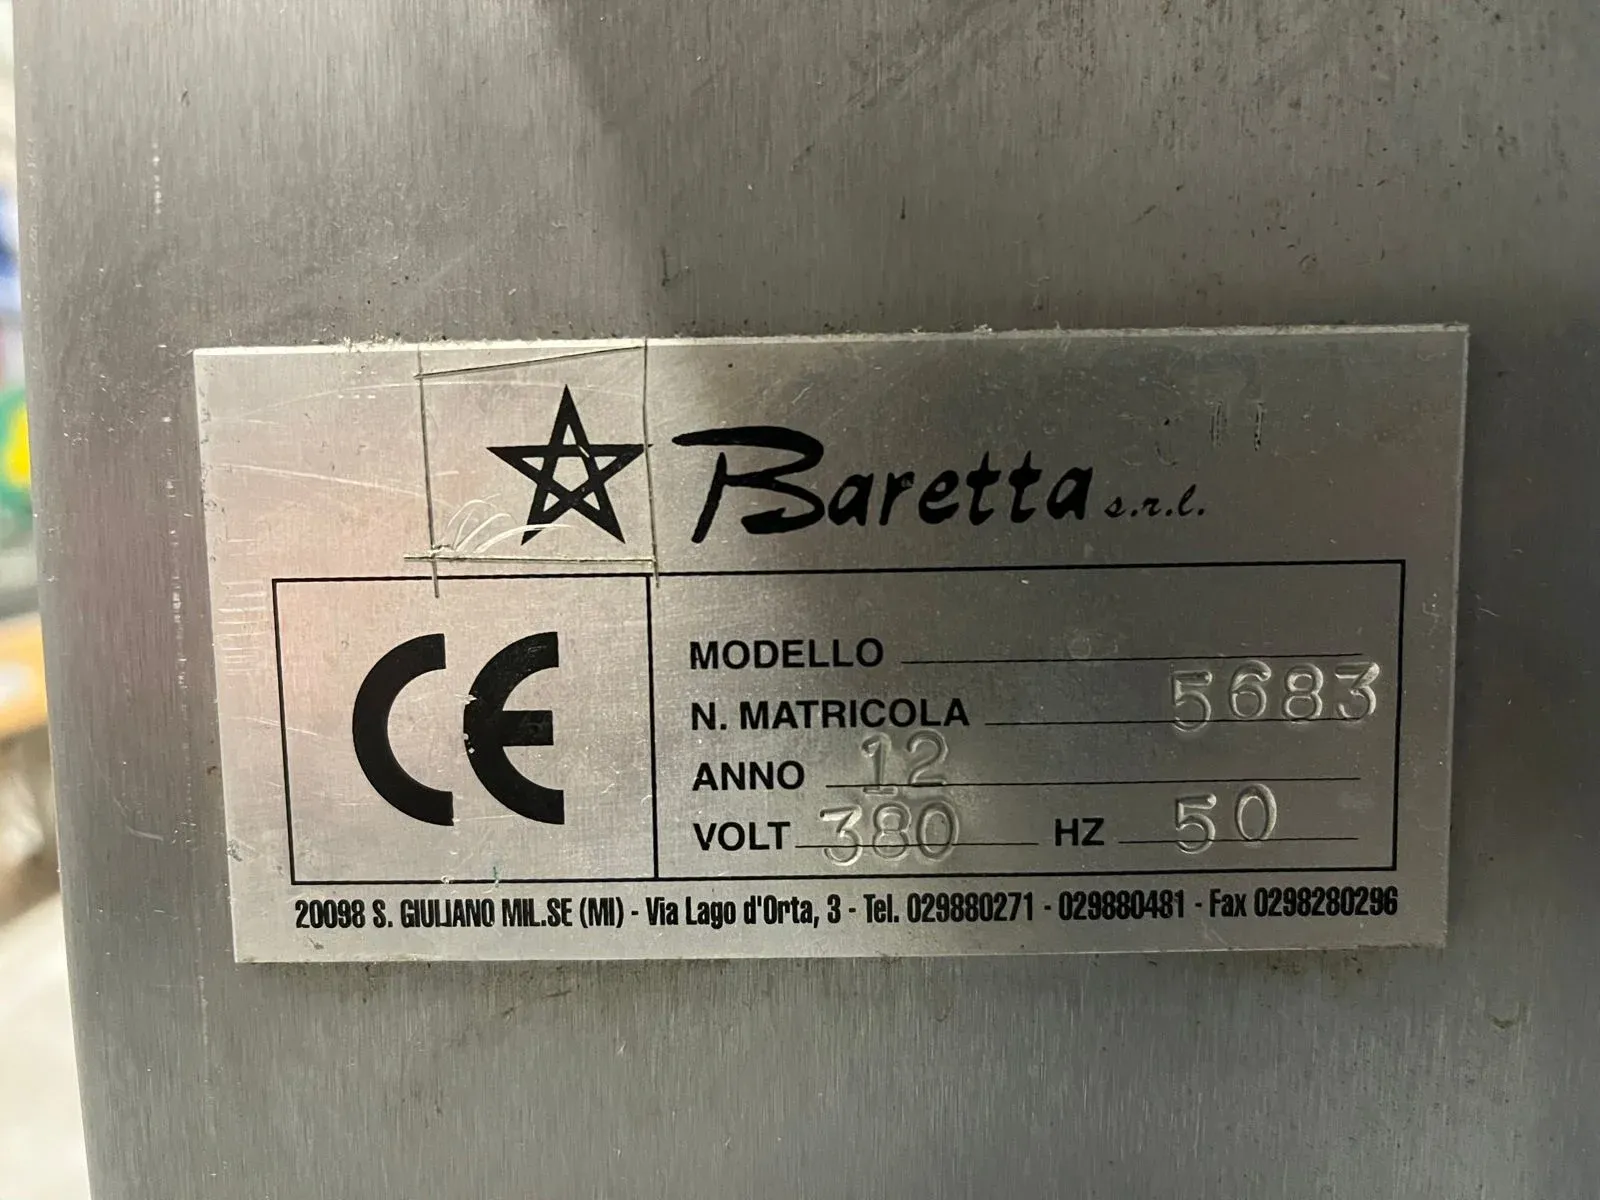 Baretta s.r.l.
CE
MODELLO
N. MATRICOLA 5683
ANNO 12
VOLT 380 HZ 50
20098 S. GIULIANO MIL.SE (MI) - Via Lago d'Orta, 3 - Tel. 029880271 - 029880481 - Fax 0298280296